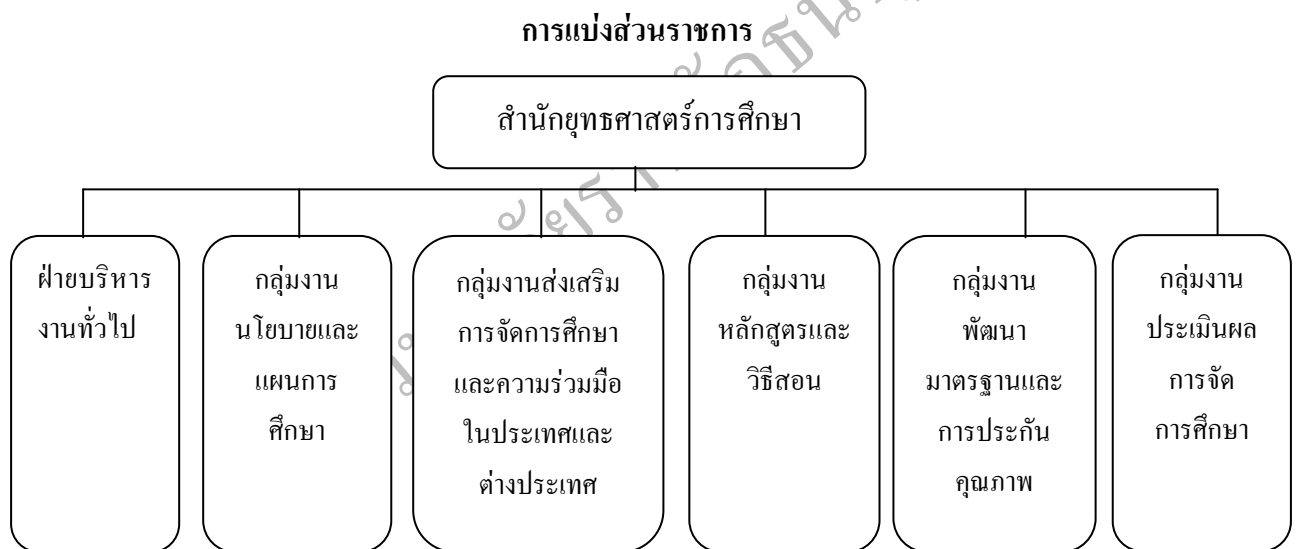 การแบ่งส่วนราชการ
สำนักยุทธศาสตร์การศึกษา
ฝ่ายบริหาร
งานทั่วไป
กลุ่มงาน
นโยบายและ
แผนการ
ศึกษา
กลุ่มงานส่งเสริม
การจัดการศึกษา
และความร่วมมือ
ในประเทศและ
ต่างประเทศ
กลุ่มงาน
หลักสูตรและ
วิธีสอน
กลุ่มงาน
พัฒนา
มาตรฐานและ
การประกัน
คุณภาพ
กลุ่มงาน
ประเมินผล
การจัด
การศึกษา